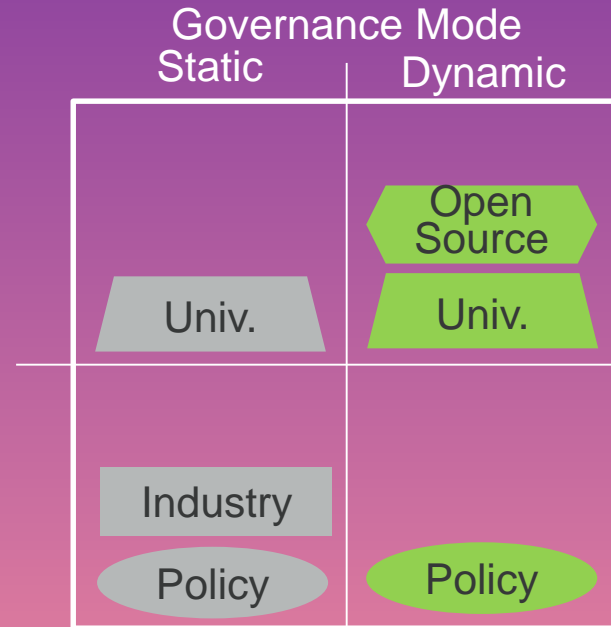 Governance Mode
Static
Dynamic
Open
Source
Univ.
Univ.
Industry
Policy
Policy